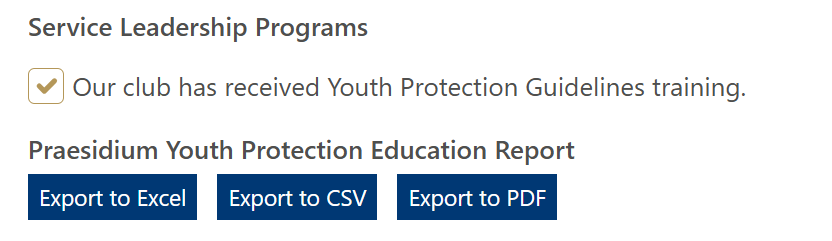 Service Leadership Programs
Our club has received Youth Protection Guidelines training.
Praesidium Youth Protection Education Report
Export to Excel
Export to CSV
Export to PDF